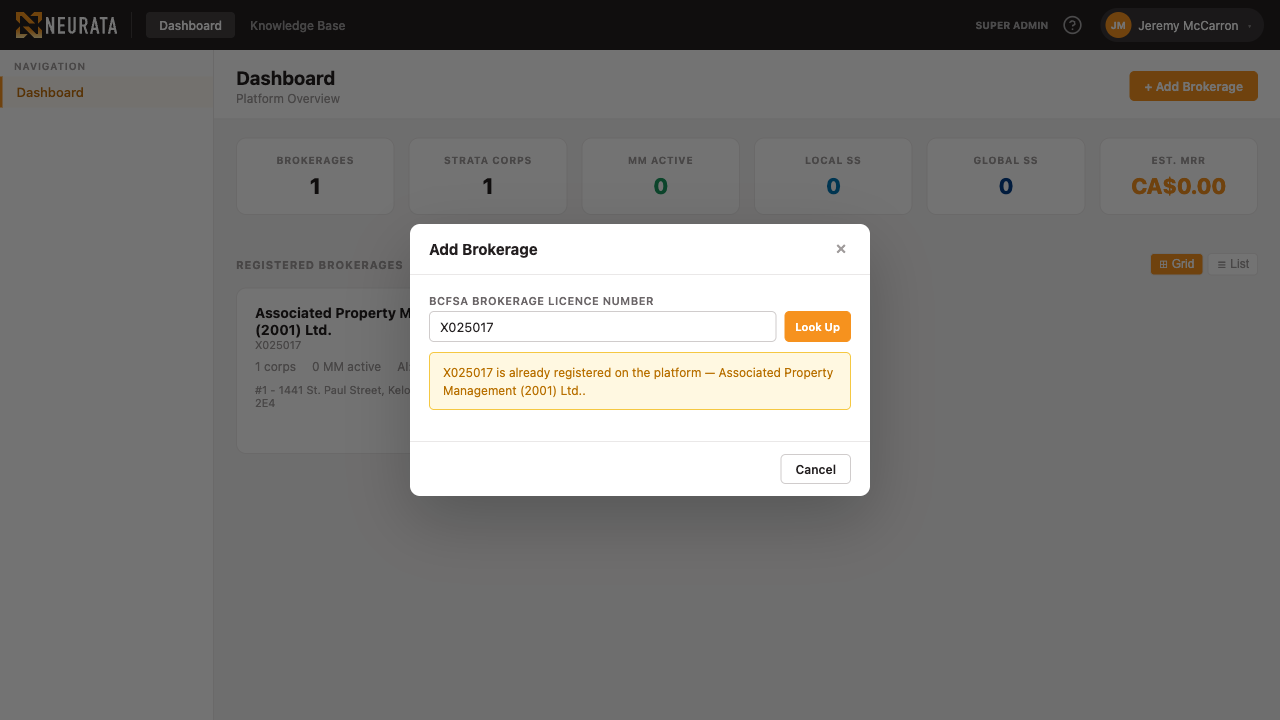 NEURATA
Dashboard
Knowledge Base
SUPER ADMIN
?
JM
Jeremy McCarron
NAVIGATION
Dashboard
Dashboard
Platform Overview
+ Add Brokerage
BROKERAGES
1
STRATA CORPS
1
MM ACTIVE
0
LOCAL SS
0
GLOBAL SS
0
EST. MRR
CA$0.00
REGISTERED BROKERAGES
Grid
List
Associated Property M
(2001) Ltd.
X025017
1 corps 0 MM active
#1 - 1441 St. Paul Street, Kelo
2E4
Add Brokerage
×
BCFSA BROKERAGE LICENCE NUMBER
X025017
Look Up
X025017 is already registered on the platform — Associated Property
Management (2001) Ltd..
Cancel